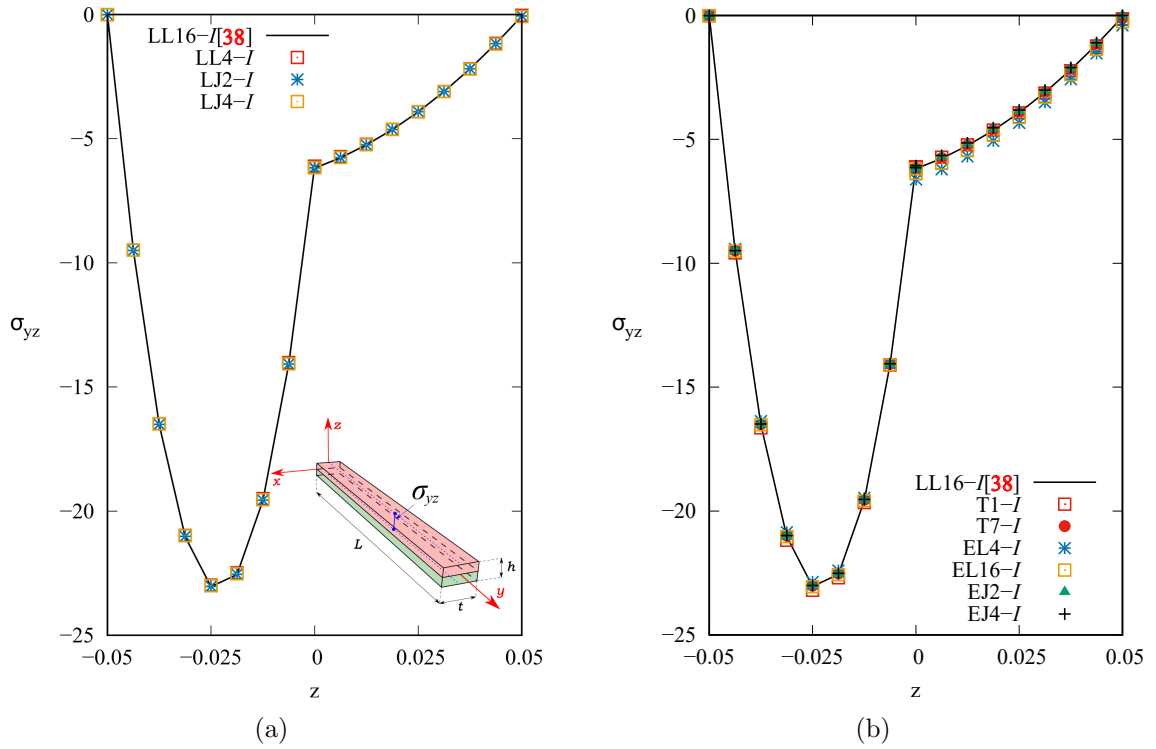 0
−5
−10
−15
−20
−25
σyz
−0.05
−0.025
0
0.025
0.05
z
LL16−I[38]
LL4−I
LJ2−I
LJ4−I
z
x
σyz
L
h
t
y
(a)
0
−5
−10
−15
−20
−25
σyz
−0.05
−0.025
0
0.025
0.05
z
LL16−I[38]
T1−I
T7−I
EL4−I
EL16−I
EJ2−I
EJ4−I
(b)